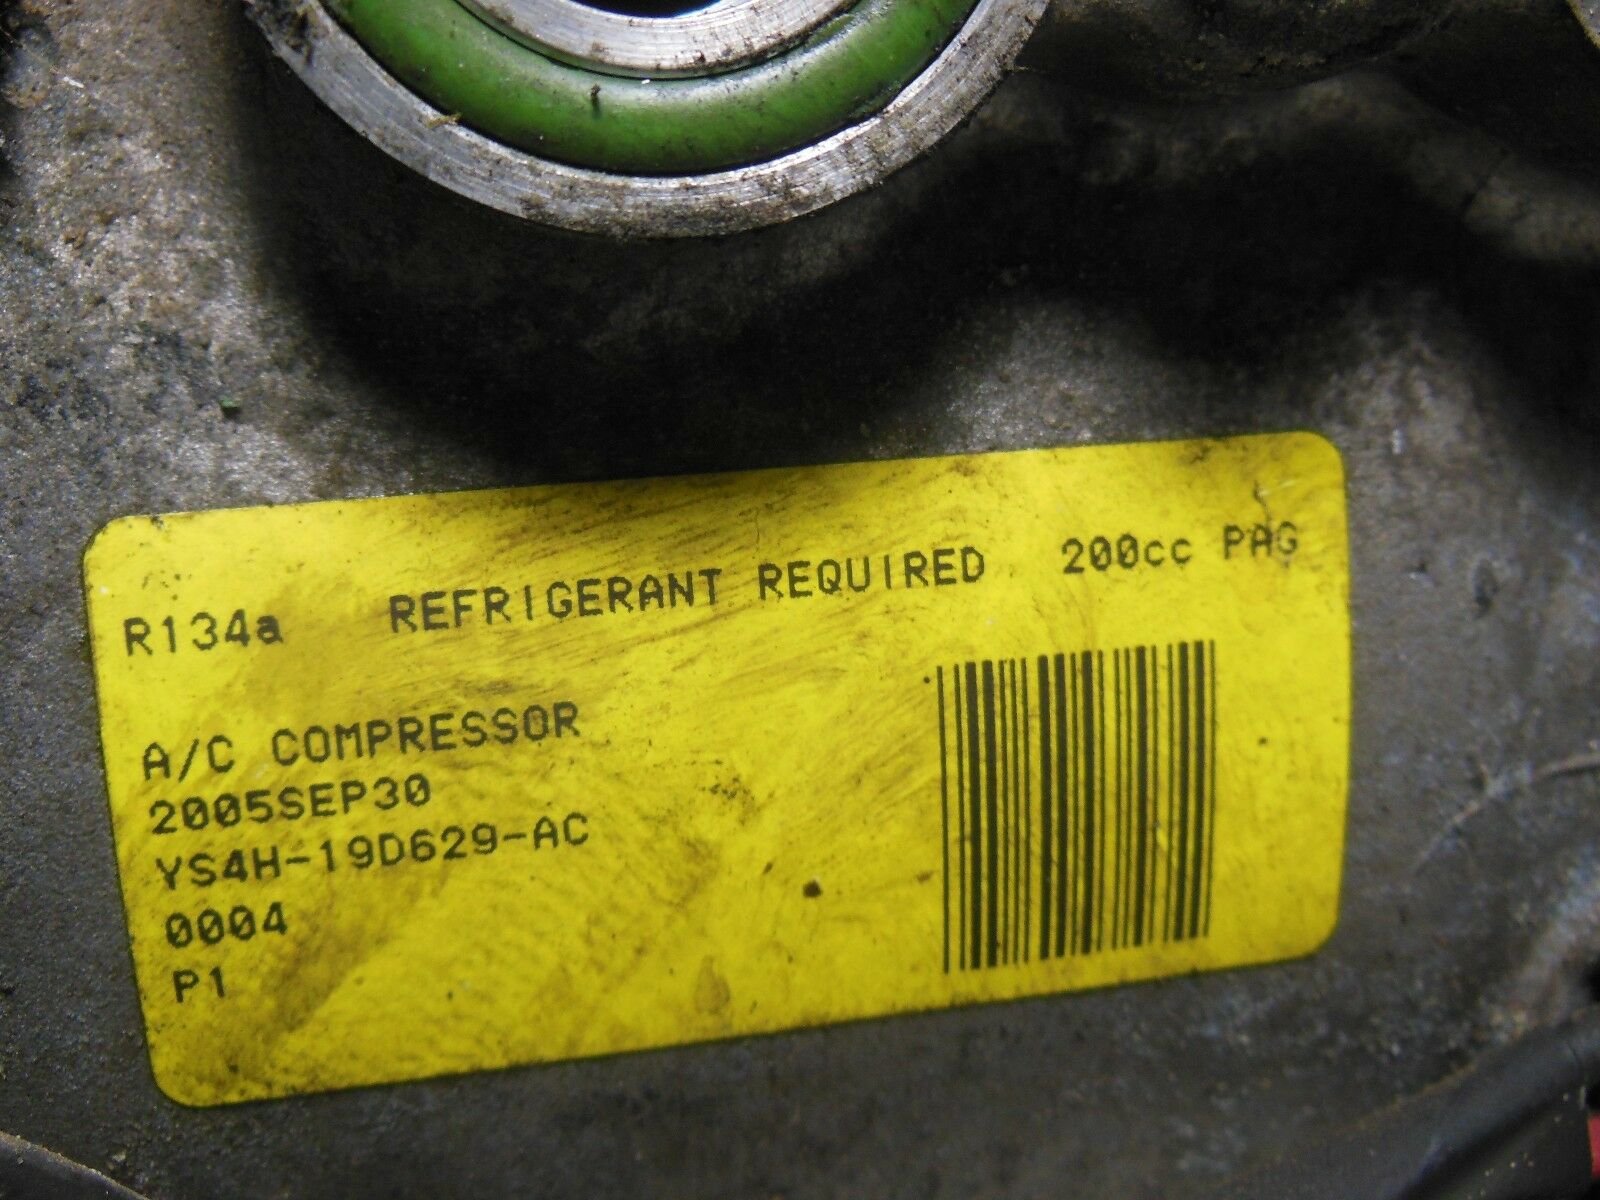 R134a REFRIGERANT REQUIRED 200cc PAG
A/C COMPRESSOR
2005SEP30
YS4H-19D629-AC
0004
P1